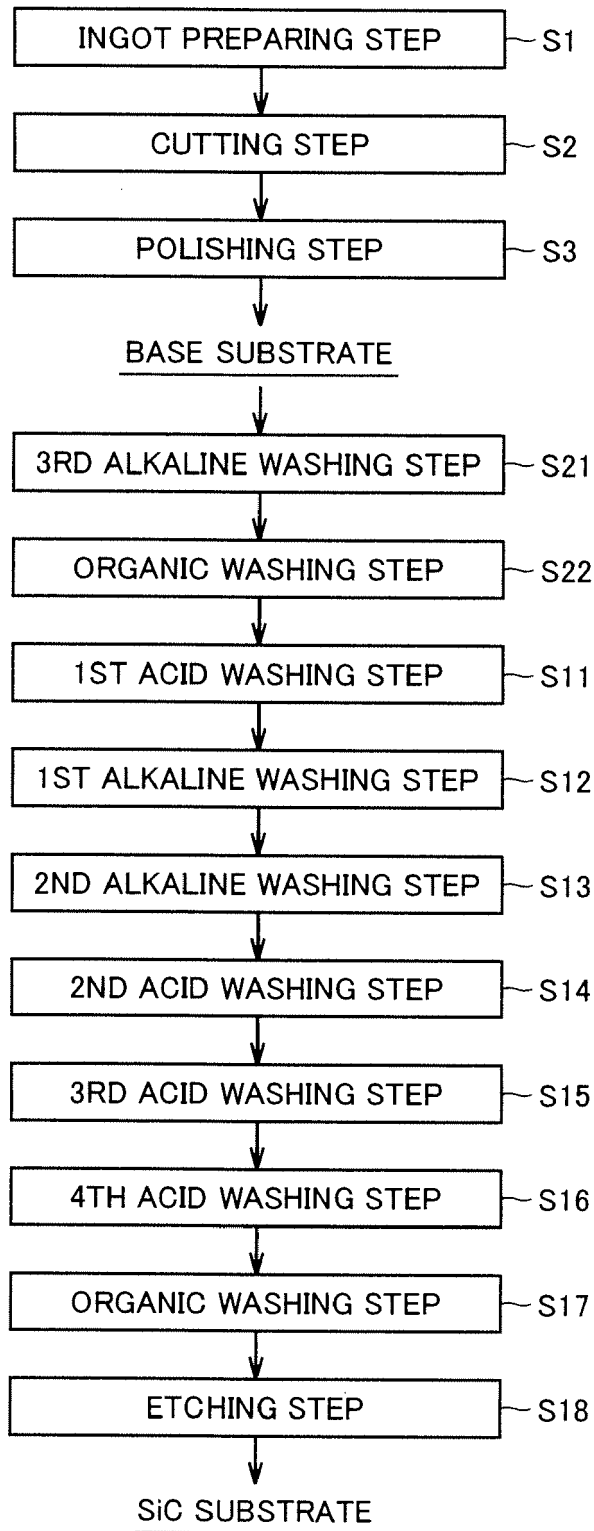 INGOT PREPARING STEP S1
CUTTING STEP S2
POLISHING STEP S3
BASE SUBSTRATE
3RD ALKALINE WASHING STEP S21
ORGANIC WASHING STEP S22
1ST ACID WASHING STEP S11
1ST ALKALINE WASHING STEP S12
2ND ALKALINE WASHING STEP S13
2ND ACID WASHING STEP S14
3RD ACID WASHING STEP S15
4TH ACID WASHING STEP S16
ORGANIC WASHING STEP S17
ETCHING STEP S18
SiC SUBSTRATE